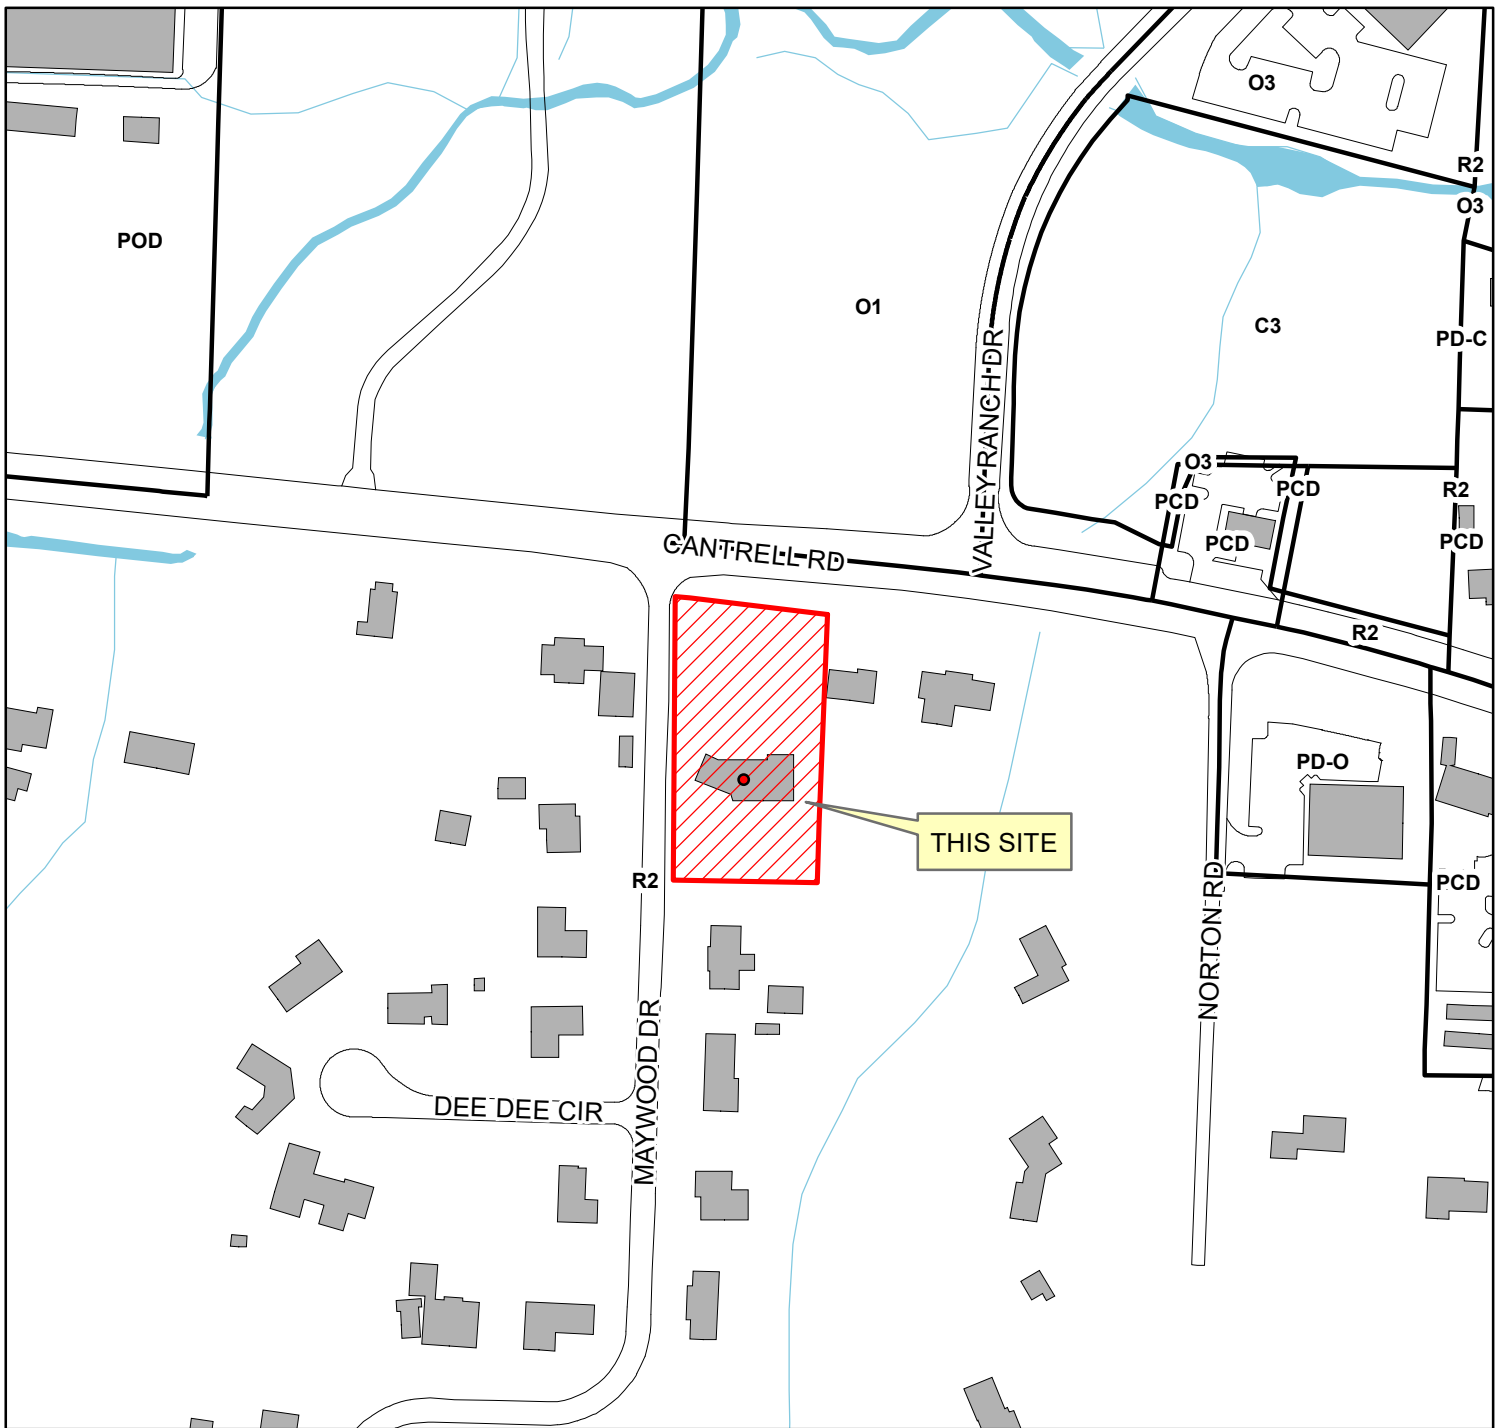 O3
R2
O3
POD
O1
C3
PD-C
VALLEY RANCH DR
O3
PCD
PCD
R2
PCD
PCD
CANTRELL RD
R2
PD-O
THIS SITE
R2
PCD
NORTON RD
MAYWOOD DR
DEE DEE CIR